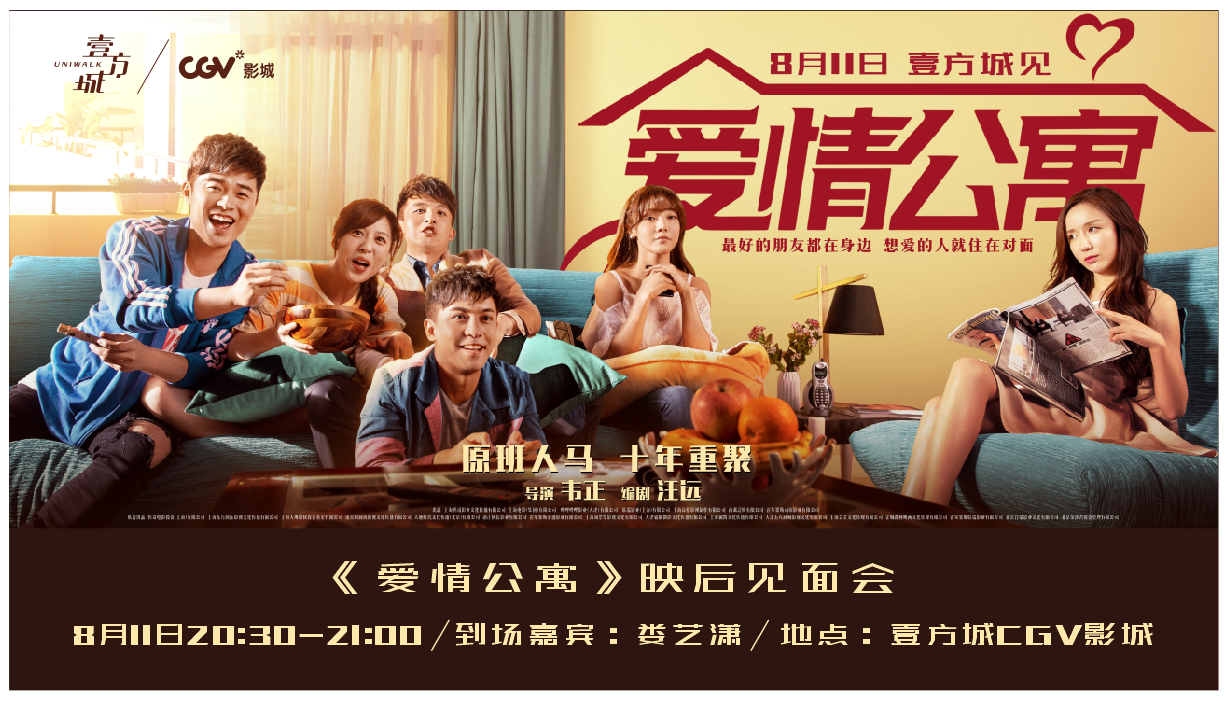 壹方城
UNIWALK
CGV影城
8月11日 壹方城见
爱情公寓
最好的朋友都在身边 想爱的人就住在对面
原班人马 十年重聚
导演 韦正 编剧 汪远
《爱情公寓》映后见面会
8月11日20:30-21:00/到场嘉宾：娄艺潇/地点：壹方城CGV影城